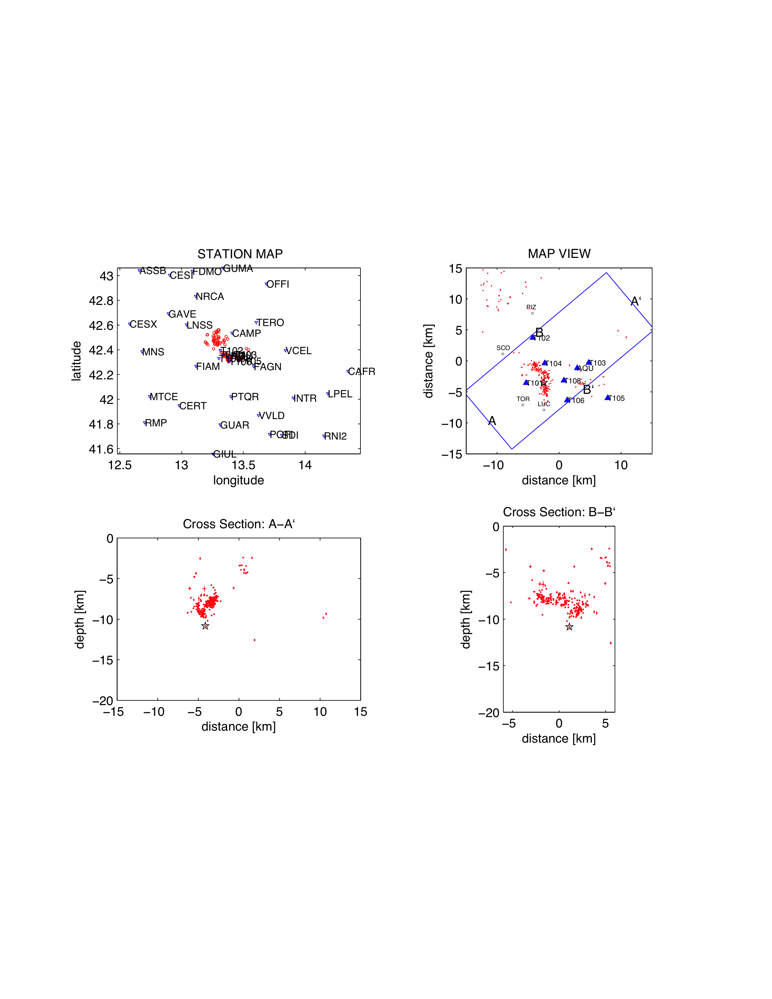 STATION MAP
43
42.8
42.6
42.4
42.2
42
41.8
41.6
12.5
13
13.5
14
latitude
longitude
ASSB
CESI
FDMO
GUMA
OFFI
NRCA
GAVE
CESX
LNSS
TERO
CAMP
MNS
T102
VCEL
FIAM
T106
T105
FAGN
CAFR
MTCE
CERT
PTQR
INTR
LPEL
RMP
VVLD
GUAR
SDI
RNI2
GIUL
MAP VIEW
15
10
5
0
−5
−10
−15
−10
0
10
distance [km]
distance [km]
A‘
PIZ
B
T102
SCO
T104
T103
AQU
T101
T108
B‘
TOR
LUC
T106
T105
A
Cross Section: A−A‘
0
−5
−10
−15
−20
−15
−10
−5
0
5
10
15
depth [km]
distance [km]
Cross Section: B−B‘
0
−5
−10
−15
−20
−5
0
5
depth [km]
distance [km]